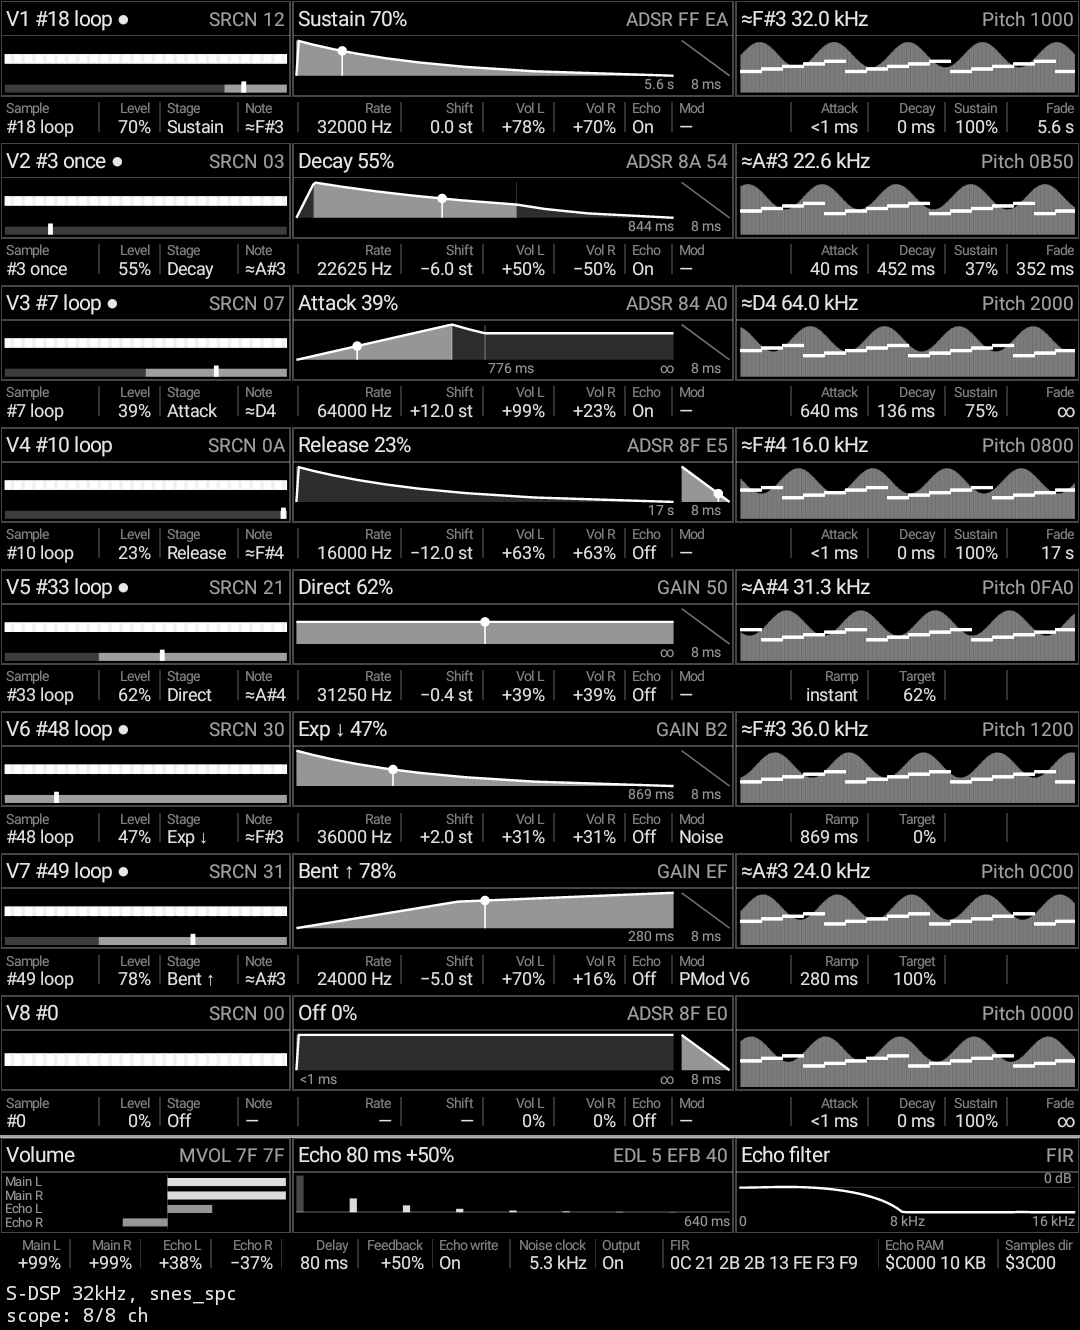 V1 #18 loop ● SRCN 12 Sustain 70% ADSR FF EA ≈F#3 32.0 kHz Pitch 1000
5.6 s 8 ms
Sample Level Stage Note Rate Shift Vol L Vol R Echo Mod Attack Decay Sustain Fade
#18 loop 70% Sustain ≈F#3 32000 Hz 0.0 st +78% +70% On — <1 ms 0 ms 100% 5.6 s
V2 #3 once ● SRCN 03 Decay 55% ADSR 8A 54 ≈A#3 22.6 kHz Pitch 0B50
844 ms 8 ms
Sample Level Stage Note Rate Shift Vol L Vol R Echo Mod Attack Decay Sustain Fade
#3 once 55% Decay ≈A#3 22625 Hz −6.0 st +50% −50% On — 40 ms 452 ms 37% 352 ms
V3 #7 loop ● SRCN 07 Attack 39% ADSR 84 A0 ≈D4 64.0 kHz Pitch 2000
776 ms ∞ 8 ms
Sample Level Stage Note Rate Shift Vol L Vol R Echo Mod Attack Decay Sustain Fade
#7 loop 39% Attack ≈D4 64000 Hz +12.0 st +99% +23% On — 640 ms 136 ms 75% ∞
V4 #10 loop SRCN 0A Release 23% ADSR 8F E5 ≈F#4 16.0 kHz Pitch 0800
17 s 8 ms
Sample Level Stage Note Rate Shift Vol L Vol R Echo Mod Attack Decay Sustain Fade
#10 loop 23% Release ≈F#4 16000 Hz −12.0 st +63% +63% Off — <1 ms 0 ms 100% 17 s
V5 #33 loop ● SRCN 21 Direct 62% GAIN 50 ≈A#4 31.3 kHz Pitch 0FA0
∞ 8 ms
Sample Level Stage Note Rate Shift Vol L Vol R Echo Mod Ramp Target
#33 loop 62% Direct ≈A#4 31250 Hz −0.4 st +39% +39% Off — instant 62%
V6 #48 loop ● SRCN 30 Exp ↓ 47% GAIN B2 ≈F#3 36.0 kHz Pitch 1200
869 ms 8 ms
Sample Level Stage Note Rate Shift Vol L Vol R Echo Mod Ramp Target
#48 loop 47% Exp ↓ ≈F#3 36000 Hz +2.0 st +31% +31% Off Noise 869 ms 0%
V7 #49 loop ● SRCN 31 Bent ↑ 78% GAIN EF ≈A#3 24.0 kHz Pitch 0C00
280 ms 8 ms
Sample Level Stage Note Rate Shift Vol L Vol R Echo Mod Ramp Target
#49 loop 78% Bent ↑ ≈A#3 24000 Hz −5.0 st +70% +16% Off PMod V6 280 ms 100%
V8 #0 SRCN 00 Off 0% ADSR 8F E0 Pitch 0000
<1 ms ∞ 8 ms
Sample Level Stage Note Rate Shift Vol L Vol R Echo Mod Attack Decay Sustain Fade
#0 0% Off — — — 0% 0% Off — <1 ms 0 ms 100% ∞
Volume MVOL 7F 7F Echo 80 ms +50% EDL 5 EFB 40 Echo filter FIR
Main L 0 dB
Main R
Echo L
Echo R 640 ms 0 8 kHz 16 kHz
Main L Main R Echo L Echo R Delay Feedback Echo write Noise clock Output FIR Echo RAM Samples dir
+99% +99% +38% −37% 80 ms +50% On 5.3 kHz On 0C 21 2B 2B 13 FE F3 F9 $C000 10 KB $3C00
S-DSP 32kHz, snes_spc
scope: 8/8 ch